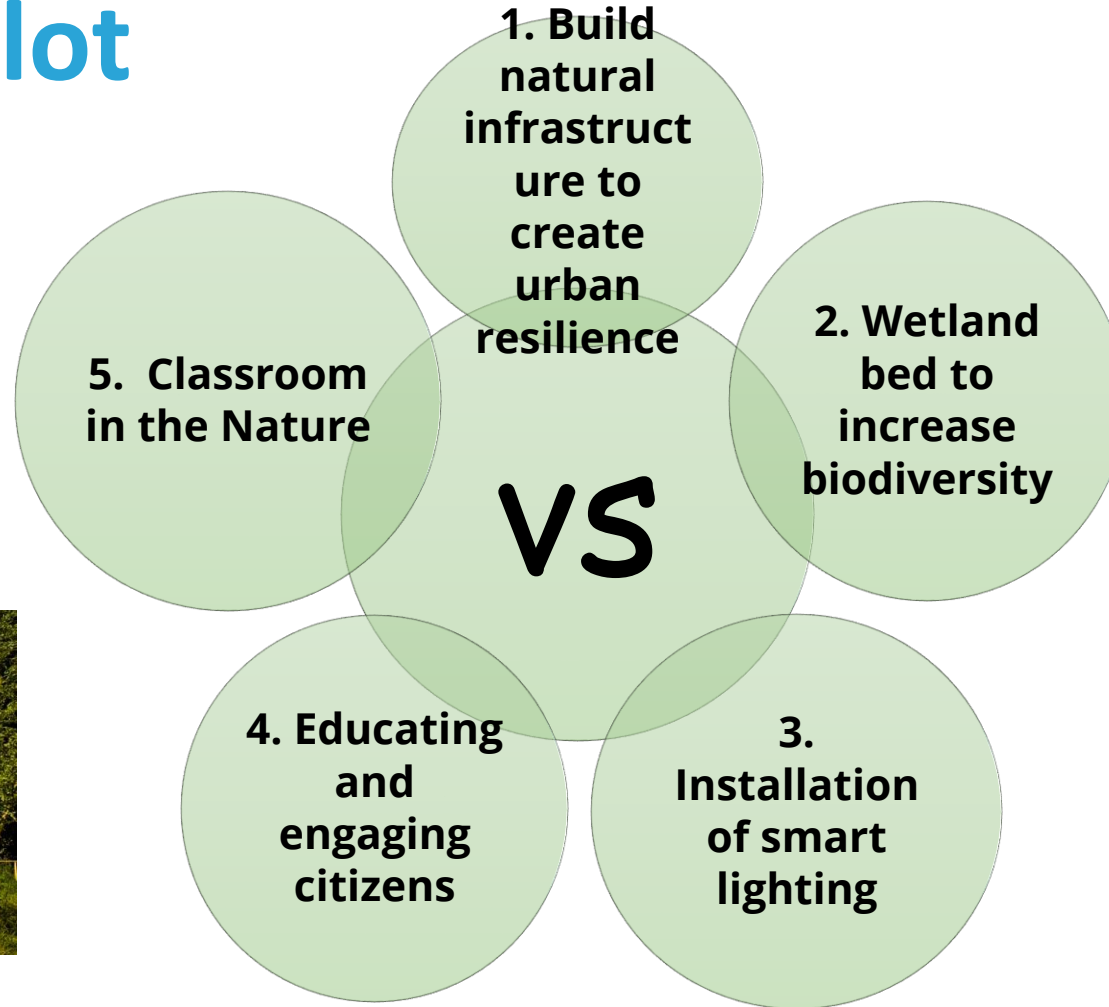 lot
1. Build
natural
infrastruct
ure to
create
urban
resilience
2. Wetland
bed to
increase
biodiversity
3.
Installation
of smart
lighting
4. Educating
and
engaging
citizens
5.  Classroom
in the Nature
VS